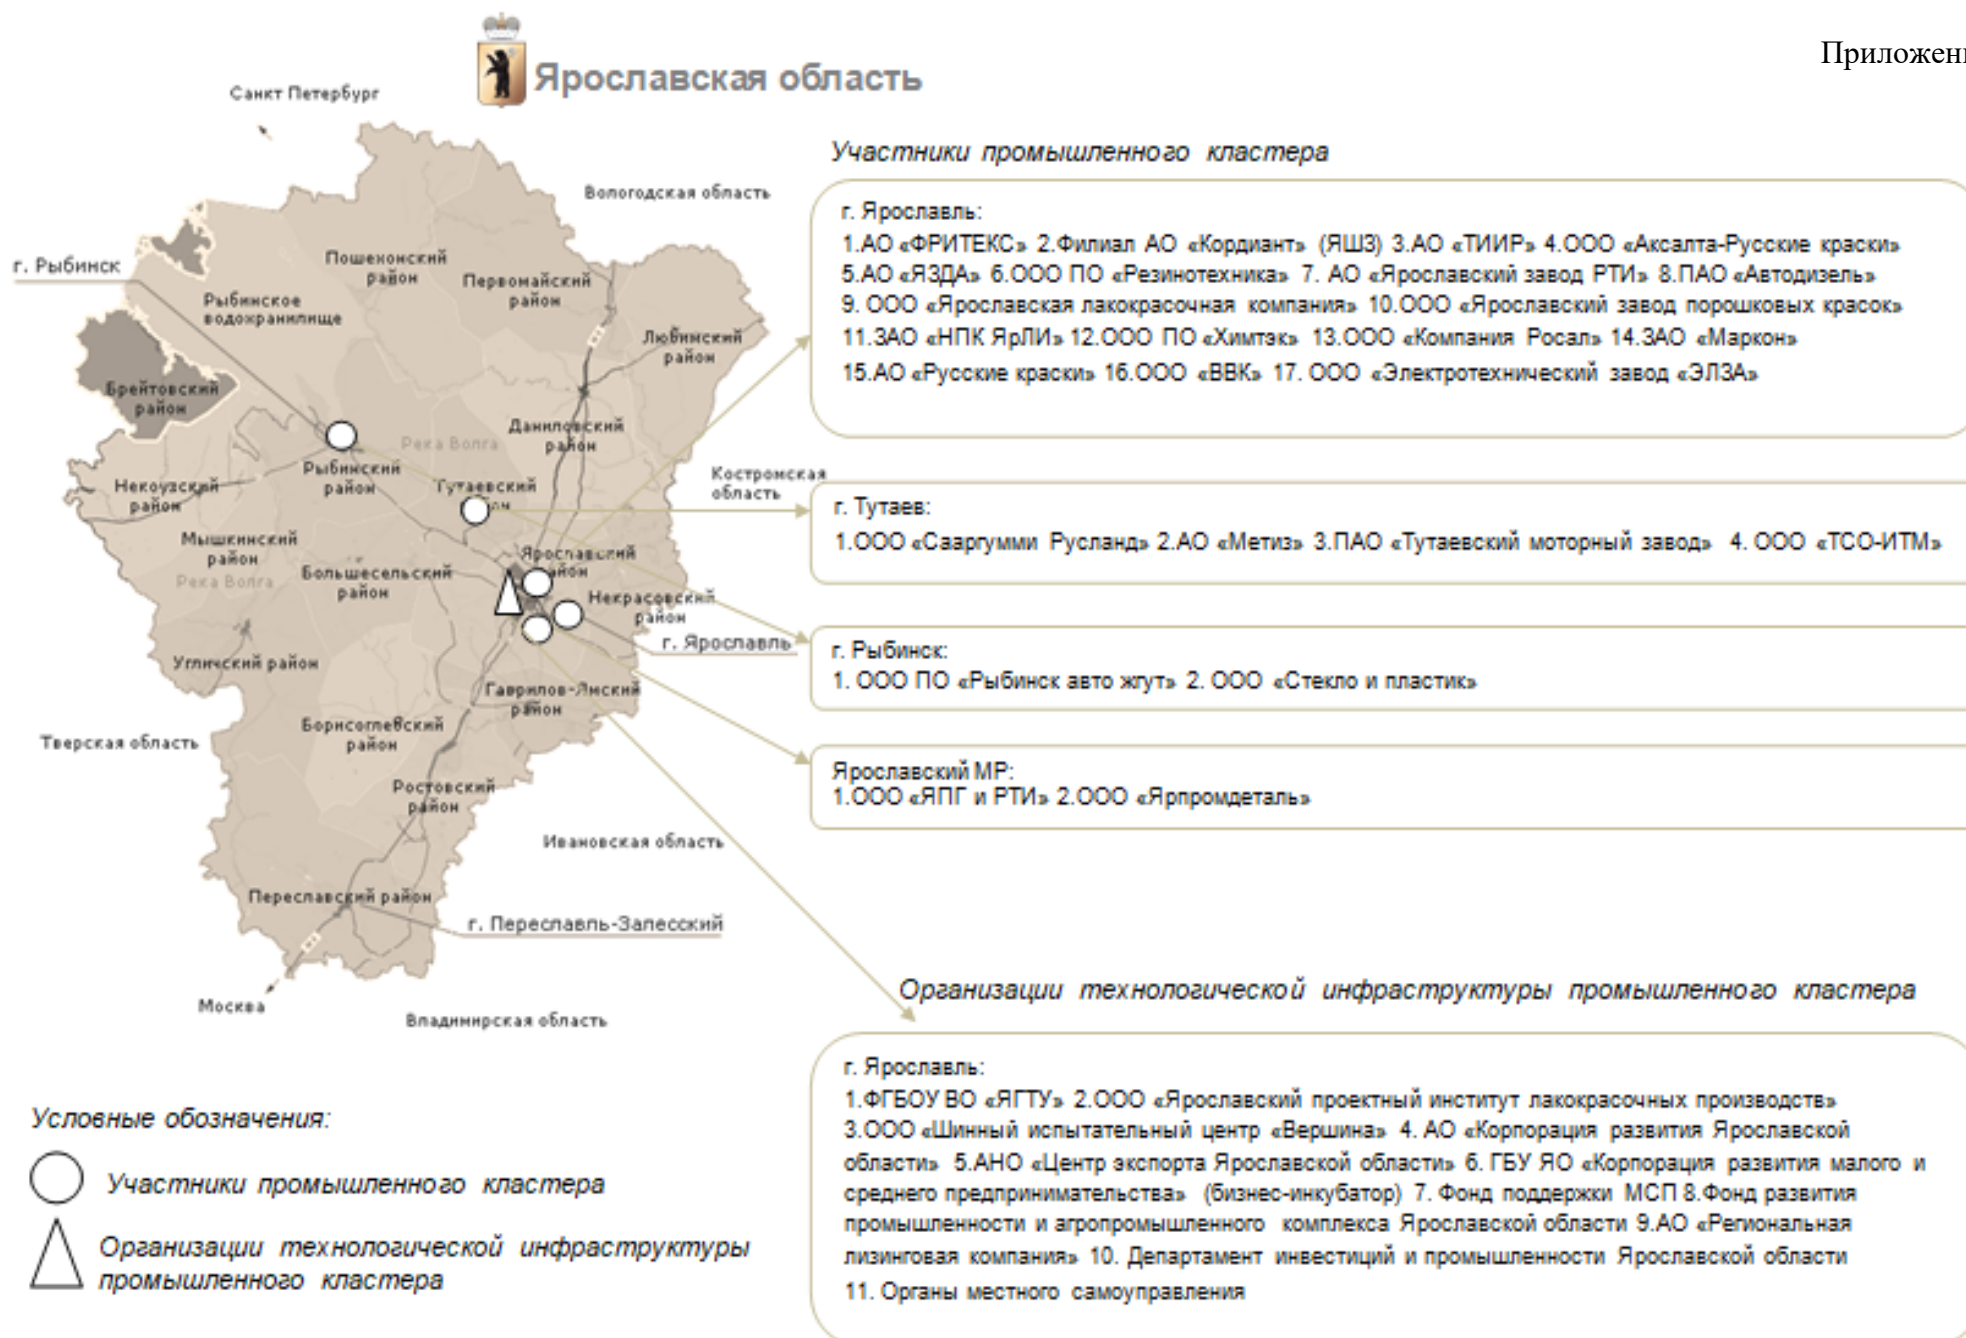 Приложени
Ярославская область
Санкт Петербург
Вологодская область
г. Рыбинск
Пошехонский
район
Первомайский
район
Рыбинское
водохранилище
Любимский
район
Брейтовский
район
Даниловский
район
Река Волга
Рыбинский
район
Некоузский
район
Тутаевский
Костромская
область
Мышкинский
район
Река Волга
Большесельский
район
Ярославский
район
Некрасовский
район
г. Ярославль
Угличский район
Гаврилов-Ямский
район
Борисоглебский
район
Тверская область
Ростовский
район
Ивановская область
Переславский район
г. Переславль-Залесский
Москва
Владимирская область
Участники промышленного кластера
г. Ярославль:
1.АО «ФРИТЕКС» 2.Филиал АО «Кордиант» (ЯШЗ) 3.АО «ТИИР» 4.ООО «Аксалта-Русские краски»
5.АО «ЯЗДА» 6.ООО ПО «Резинотехника» 7. АО «Ярославский завод РТИ» 8.ПАО «Автодизель»
9. ООО «Ярославская лакокрасочная компания» 10.ООО «Ярославский завод порошковых красок»
11.ЗАО «НПК ЯрЛИ» 12.ООО ПО «Химтэк» 13.ООО «Компания Росал» 14.ЗАО «Маркон»
15.АО «Русские краски» 16.ООО «ВВК» 17. ООО «Электротехнический завод «ЭЛЗА»
г. Тутаев:
1.ООО «Сааргумми Русланд» 2.АО «Метиз» 3.ПАО «Тутаевский моторный завод» 4. ООО «ТСО-ИТМ»
г. Рыбинск:
1. ООО ПО «Рыбинск авто жгут» 2. ООО «Стекло и пластик»
Ярославский МР:
1.ООО «ЯПГ и РТИ» 2.ООО «Ярпромдеталь»
Организации технологической инфраструктуры промышленного кластера
г. Ярославль:
1.ФГБОУ ВО «ЯГТУ» 2.ООО «Ярославский проектный институт лакокрасочных производств»
3.ООО «Шинный испытательный центр «Вершина» 4. АО «Корпорация развития Ярославской
области» 5.АНО «Центр экспорта Ярославской области» 6. ГБУ ЯО «Корпорация развития малого и
среднего предпринимательства» (бизнес-инкубатор) 7. Фонд поддержки МСП 8.Фонд развития
промышленности и агропромышленного комплекса Ярославской области 9.АО «Региональная
лизинговая компания» 10. Департамент инвестиций и промышленности Ярославской области
11. Органы местного самоуправления
Условные обозначения:
Участники промышленного кластера
Организации технологической инфраструктуры
промышленного кластера